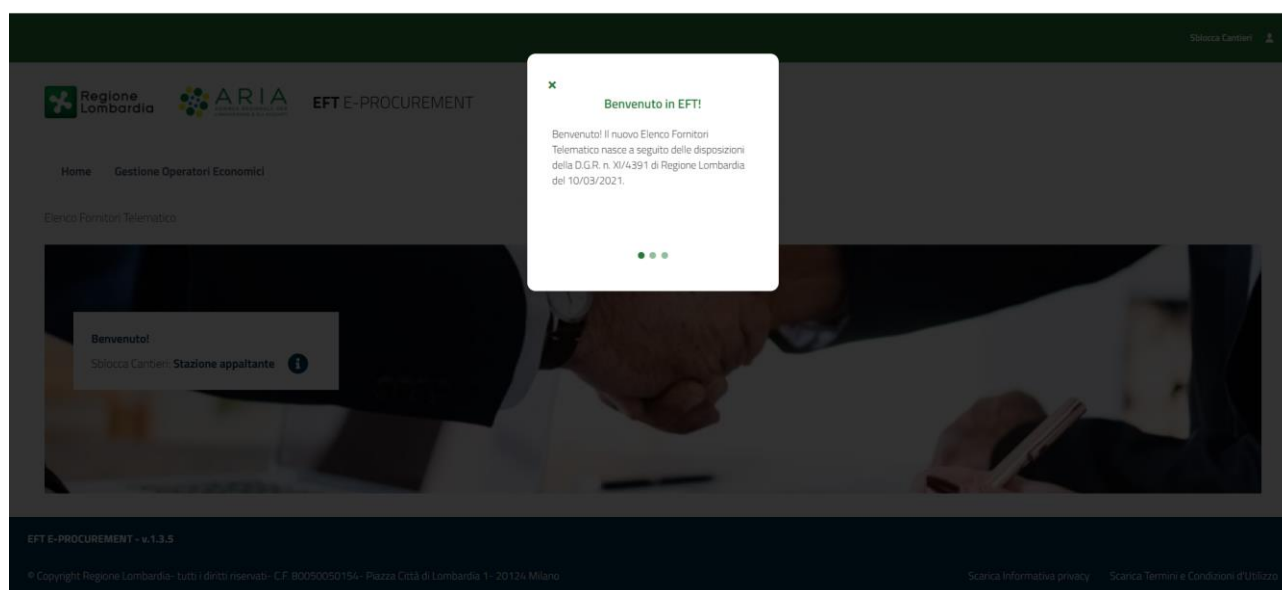 Sblocca Cantieri
Regione
Lombardia
ARIA
EFT E-PROCUREMENT
Home Gestione Operatori Economici
Elenco Fornitori Telematico
×
Benvenuto in EFT!
Benvenuto! Il nuovo Elenco Fornitori
Telematico nasce a seguito delle disposizioni
della D.G.R. n. XI/4391 di Regione Lombardia
del 10/03/2021.
Benvenuto!
Sblocca Cantieri: Stazione appaltante
EFT E-PROCUREMENT - v.1.3.5
© Copyright Regione Lombardia- tutti i diritti riservati- C.F. 80050050154- Piazza Città di Lombardia 1- 20124 Milano
Scarica Informativa privacy Scarica Termini e Condizioni d'Utilizzo